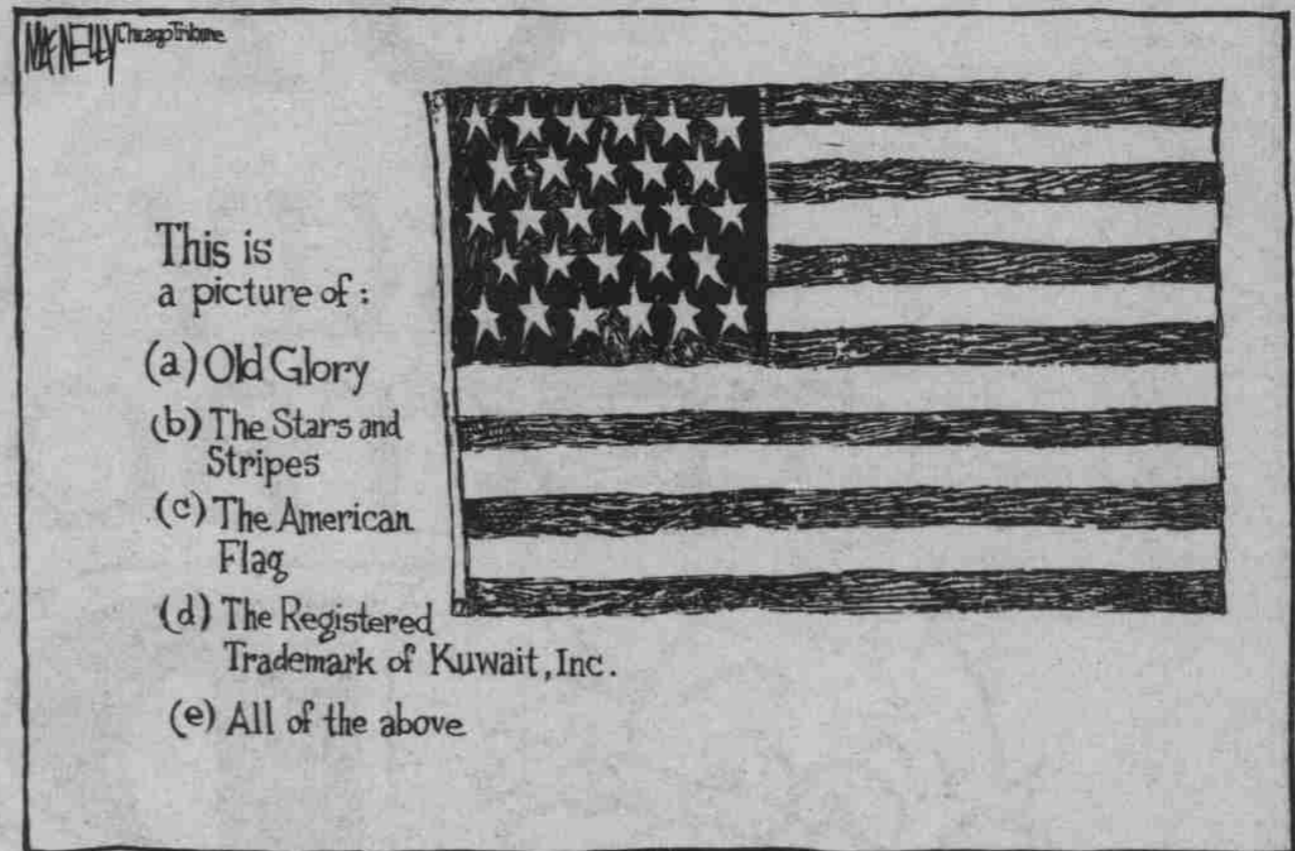 MACNELLY Chicago Tribune
This is
a picture of :
(a) Old Glory
(b) The Stars and
Stripes
(c) The American
Flag
(d) The Registered
Trademark of Kuwait, Inc.
(e) All of the above